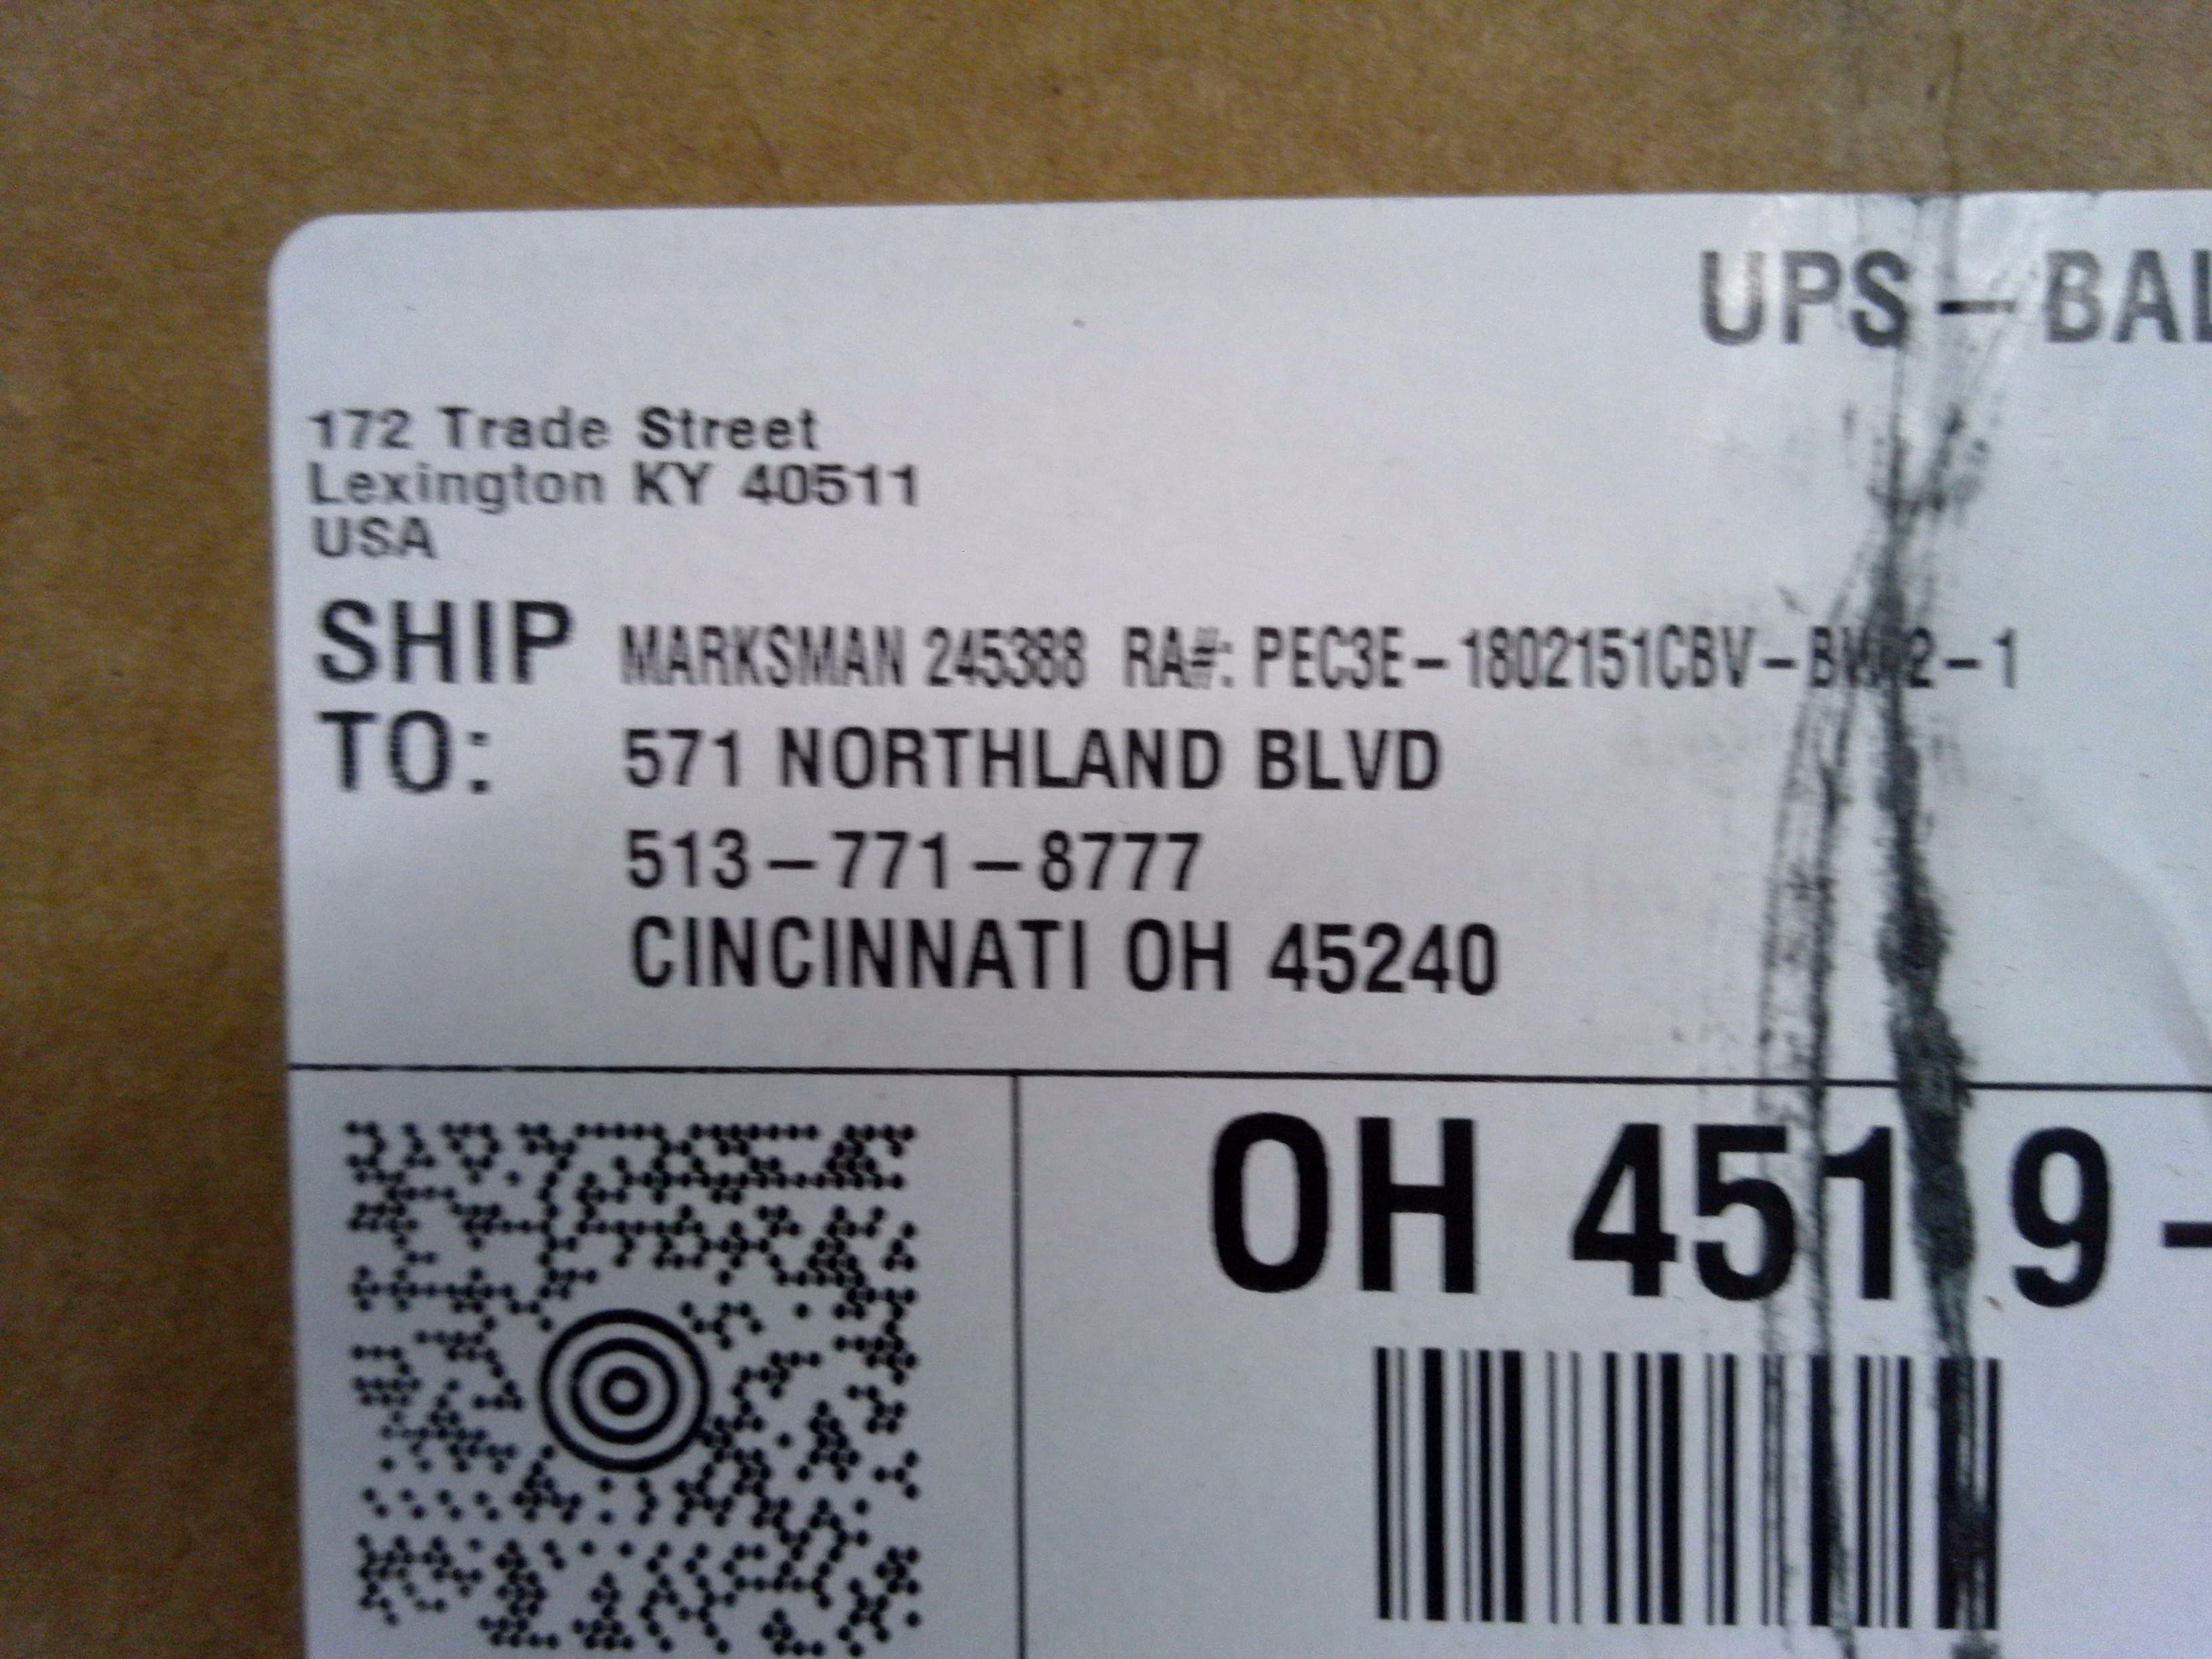 UPS – BAL
172 Trade Street
Lexington KY 40511
USA
SHIP TO:
MARKSMAN 245388 RA#:
571 NORTHLAND BLVD
513–771–8777
CINCINNATI OH 45240
OH 451 9 –